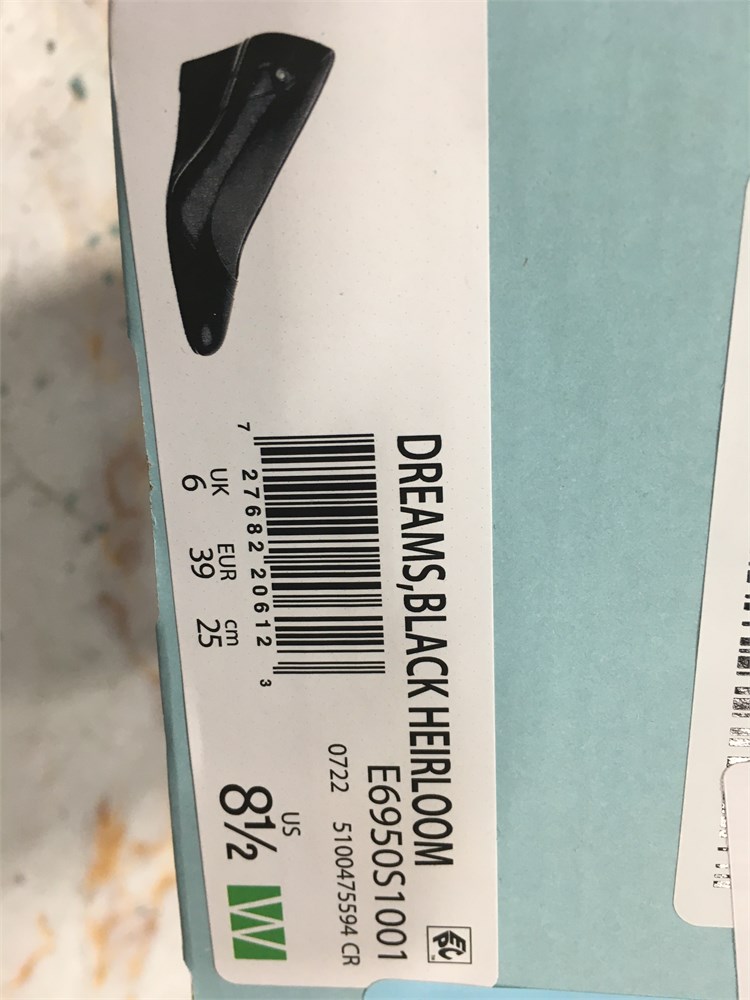 DREAMS,BLACK HEIRLOOM
E6950S1001
0722 5100475594 CR
7 27682 20612 3
UK EUR cm
6 39 25
US
8½ W